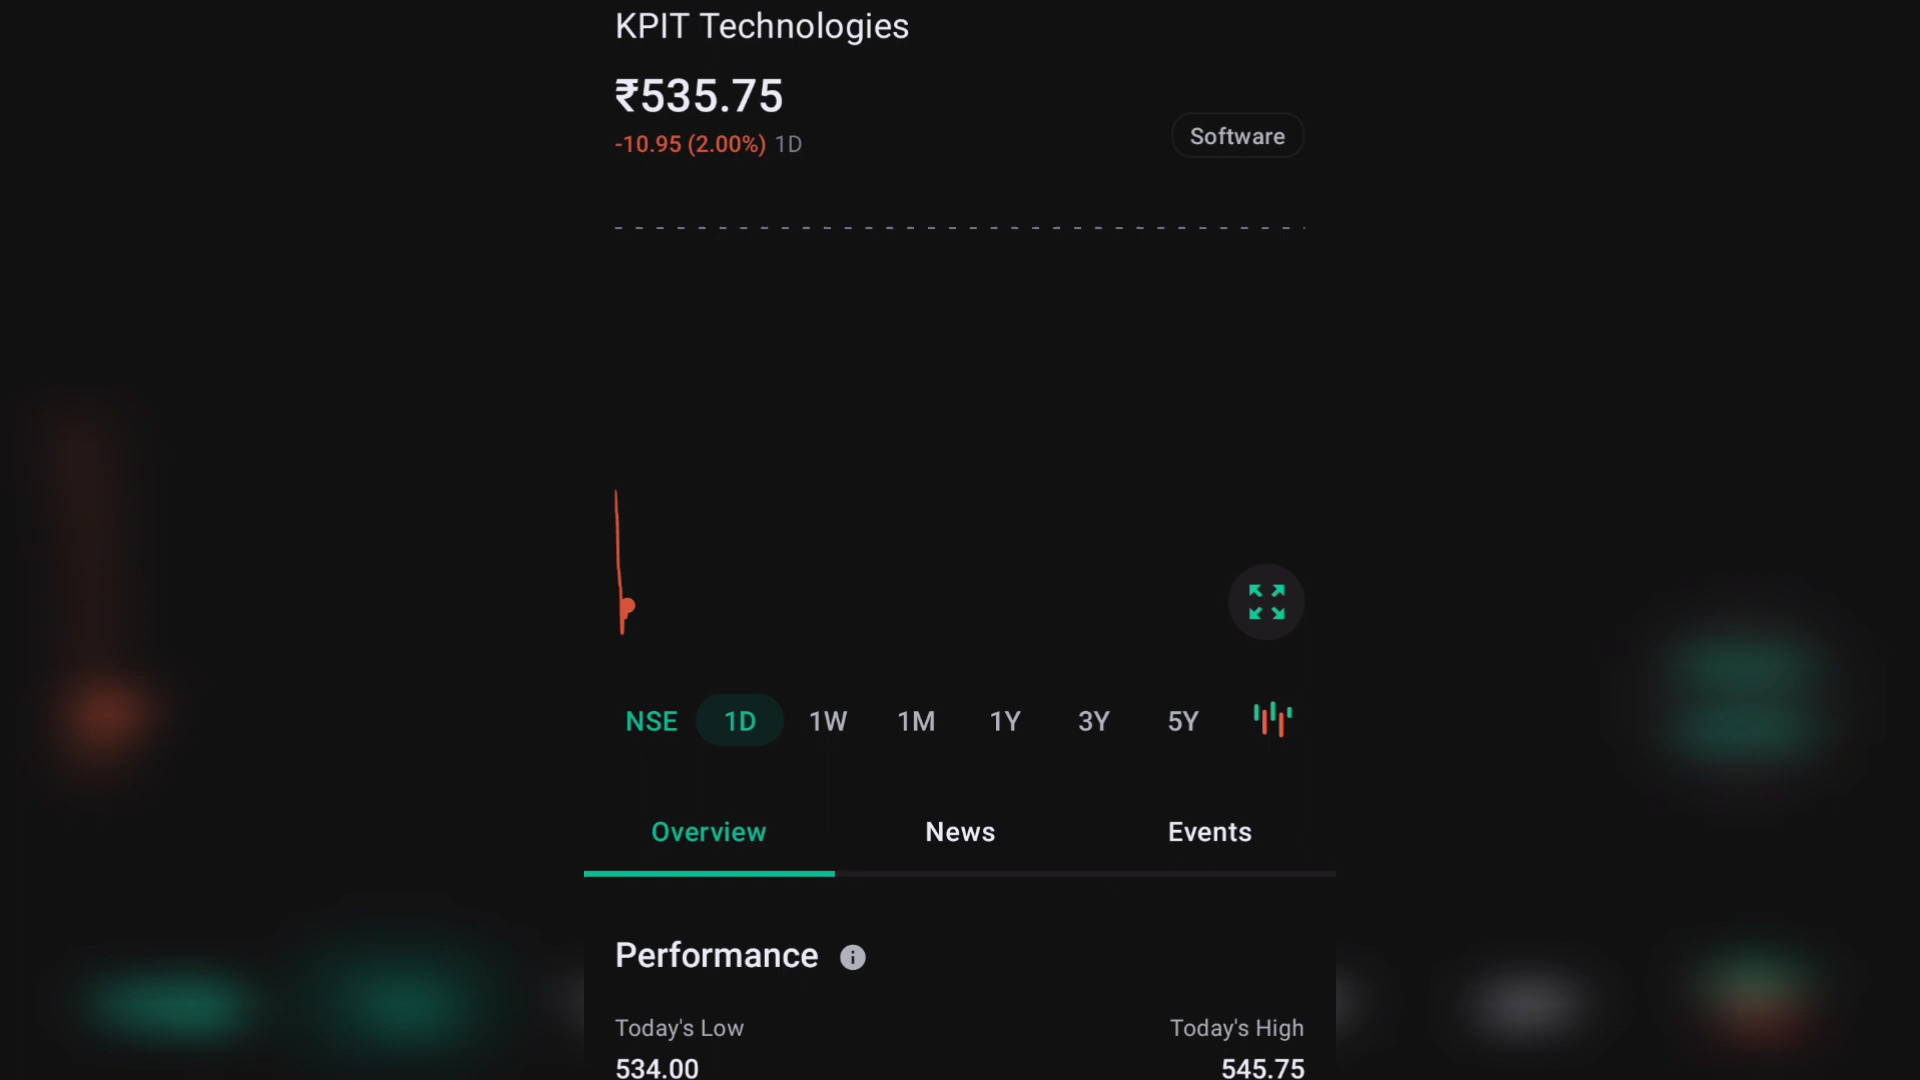 KPIT Technologies
₹535.75
-10.95 (2.00%) 1D
Software
NSE 1D 1W 1M 1Y 3Y 5Y
Overview News Events
Performance
Today's Low Today's High
534.00 545.75